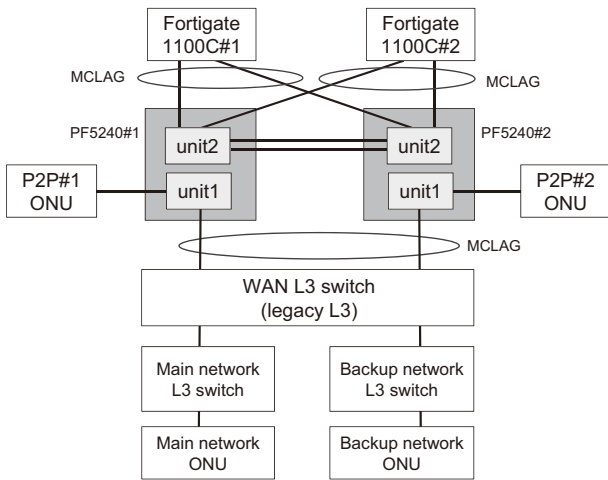 Fortigate
1100C#1
Fortigate
1100C#2
MCLAG
MCLAG
PF5240#1
PF5240#2
unit2
unit2
unit1
unit1
P2P#1
ONU
P2P#2
ONU
MCLAG
WAN L3 switch
(legacy L3)
Main network
L3 switch
Backup network
L3 switch
Main network
ONU
Backup network
ONU